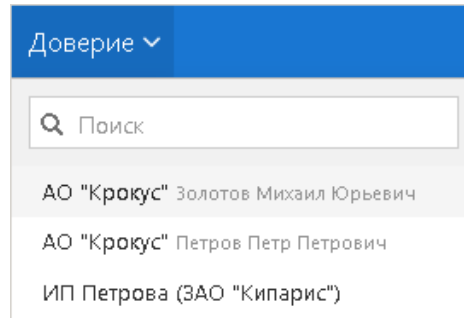 Доверие
Поиск
АО "Крокус" Золотов Михаил Юрьевич
АО "Крокус" Петров Петр Петрович
ИП Петрова (ЗАО "Кипарис")